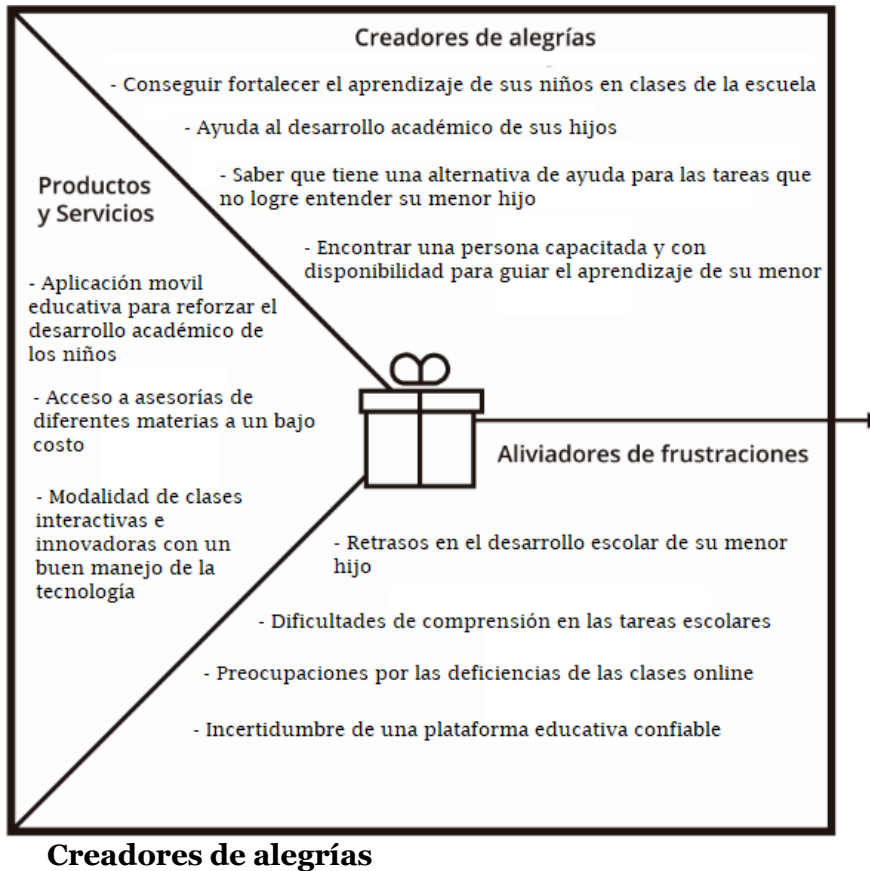 Creadores de alegrías
- Conseguir fortalecer el aprendizaje de sus niños en clases de la escuela
- Ayuda al desarrollo académico de sus hijos
- Saber que tiene una alternativa de ayuda para las tareas que
no logre entender su menor hijo
- Encontrar una persona capacitada y con
disponibilidad para guiar el aprendizaje de su menor
Productos
y Servicios
- Aplicación movil
educativa para reforzar el
desarrollo académico de
los niños
- Acceso a asesorías de
diferentes materias a un bajo
costo
- Modalidad de clases
interactivas e
innovadoras con un
buen manejo de la
tecnología
Aliviadores de frustraciones
- Retrasos en el desarrollo escolar de su menor
hijo
- Dificultades de comprensión en las tareas escolares
- Preocupaciones por las deficiencias de las clases online
- Incertidumbre de una plataforma educativa confiable
Creadores de alegrías